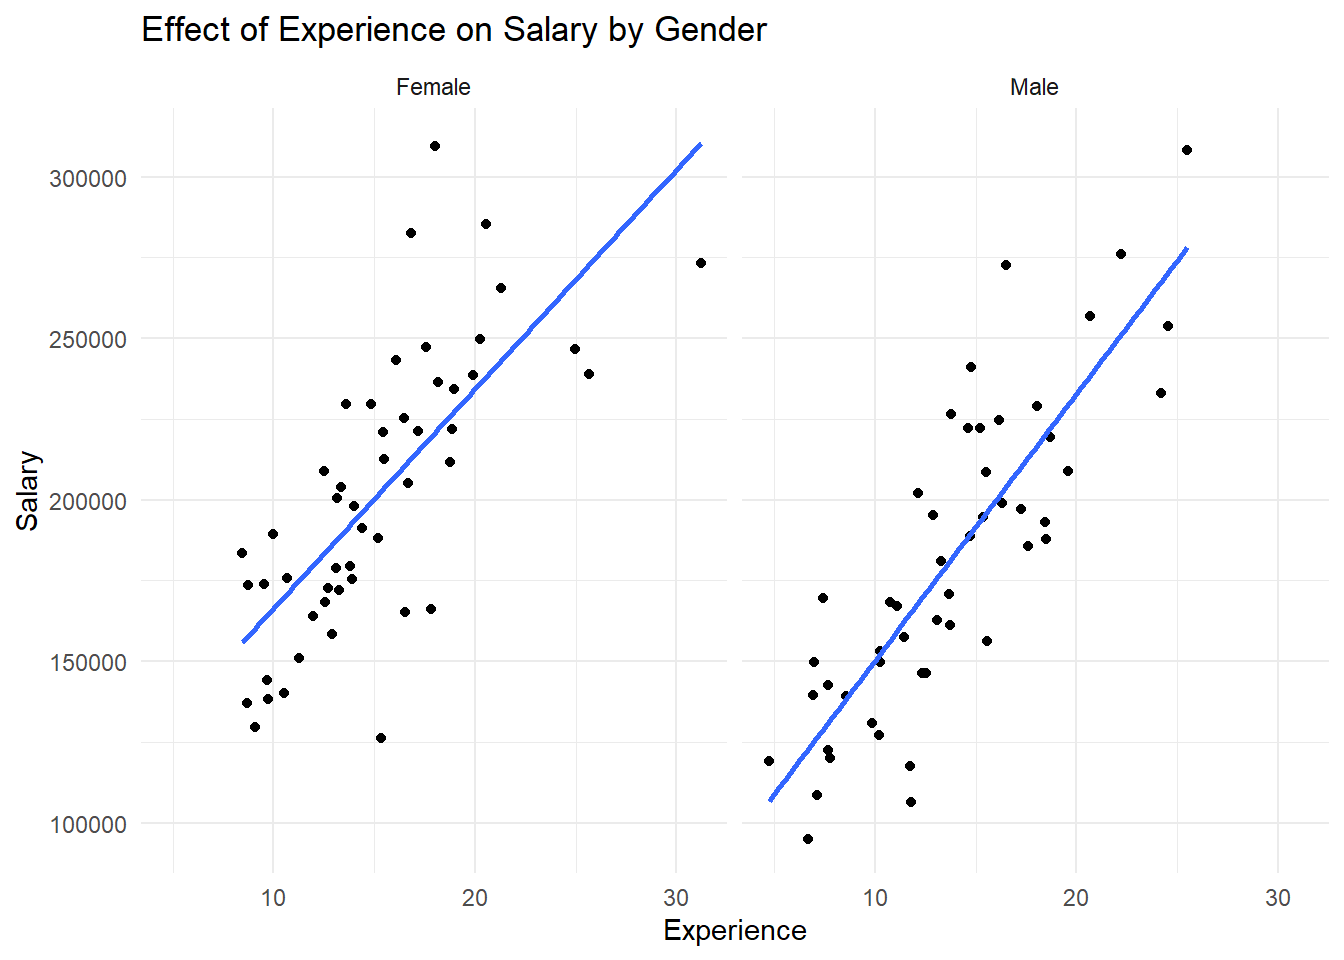 Effect of Experience on Salary by Gender
Female
Male
Salary
300000
250000
200000
150000
100000
10 20 30
10 20 30
Experience